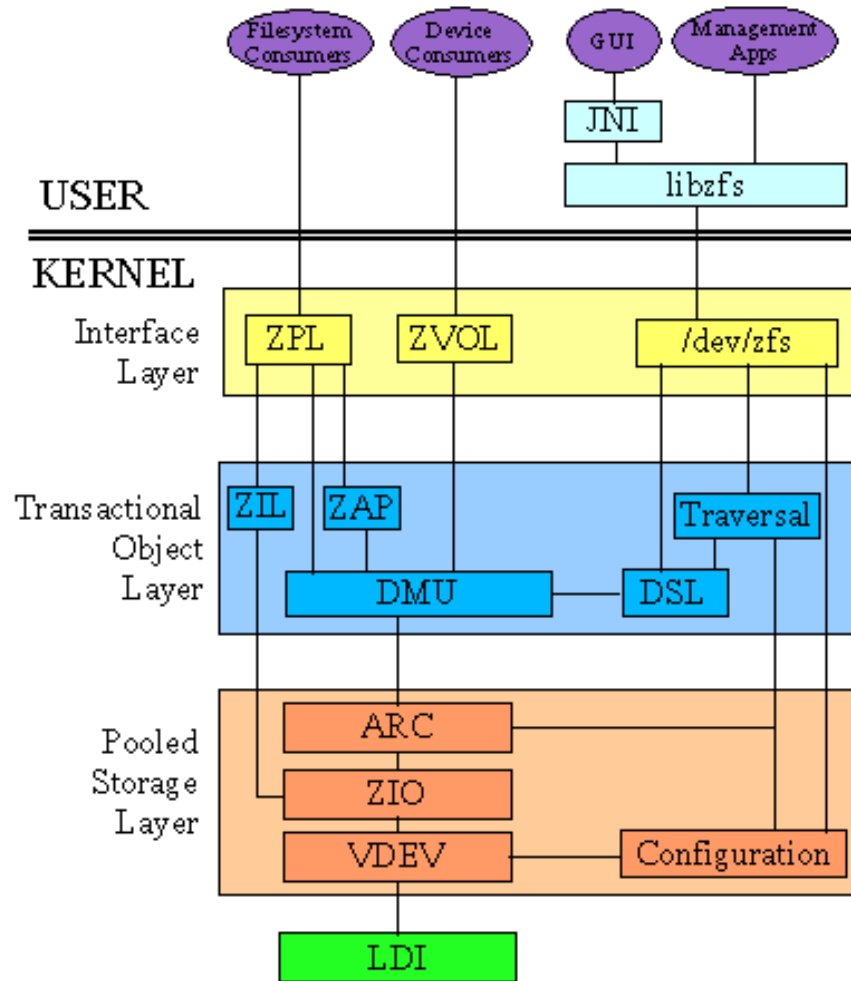 Filesystem
Consumers
Device
Consumers
GUI
Management
Apps
JNI
libzfs
USER
KERNEL
Interface
Layer
ZPL
ZVOL
/dev/zfs
Transactional
Object
Layer
ZIL
ZAP
Traversal
DMU
DSL
Pooled
Storage
Layer
ARC
ZIO
VDEV
Configuration
LDI